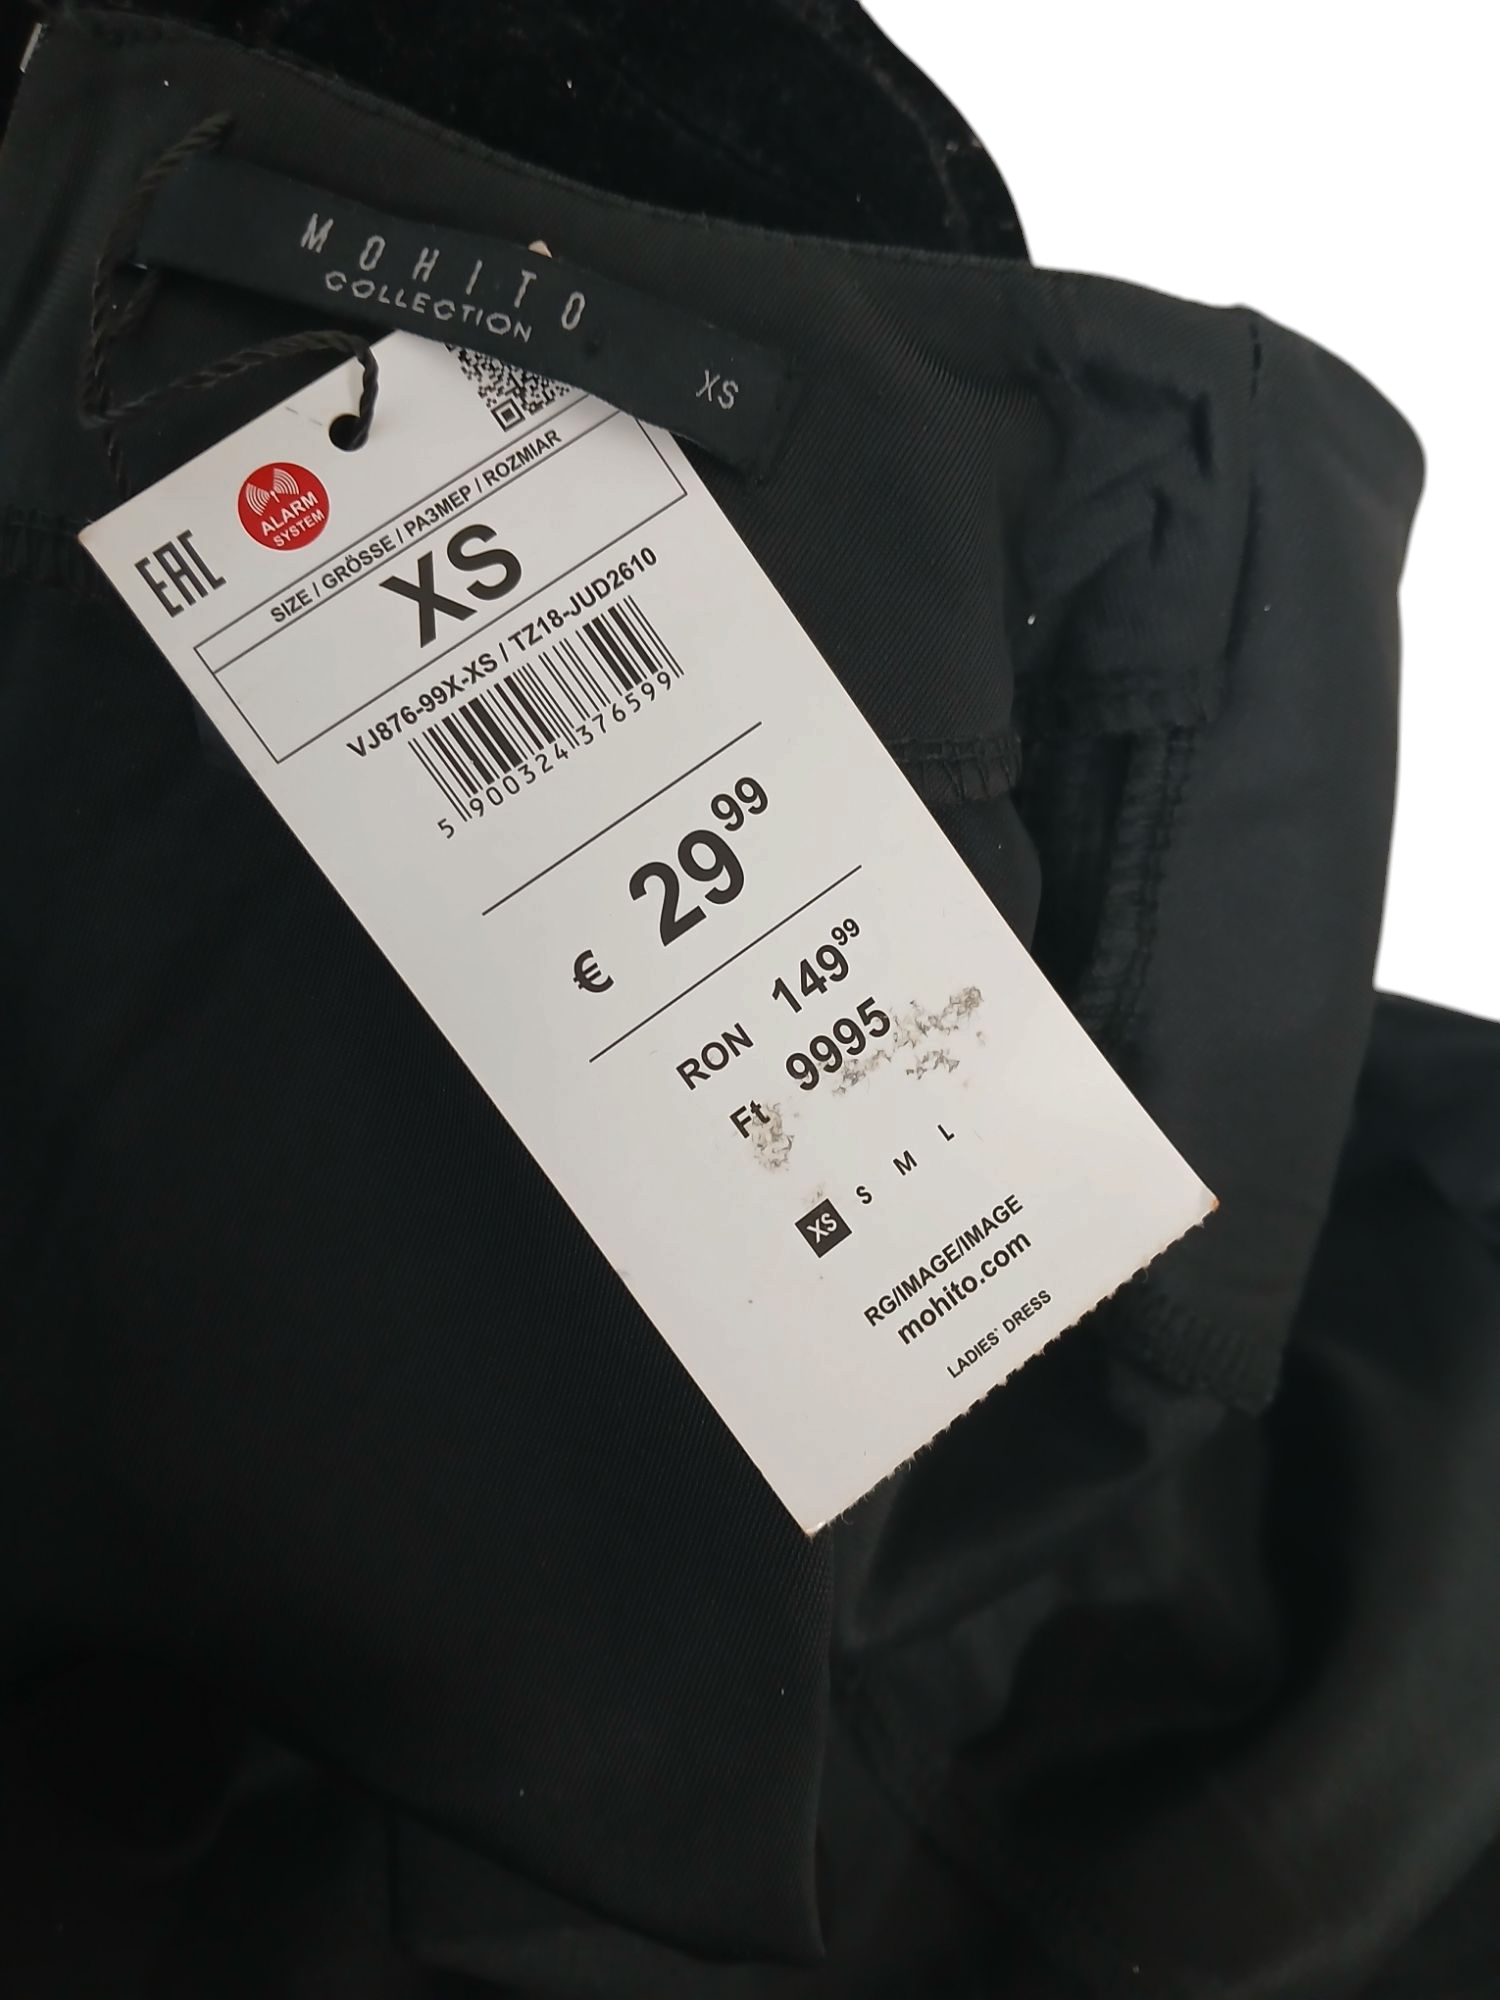 MOHITO
COLLECTION
XS
EAC
ALARM
SYSTEM
SIZE / GRÖSSE / РАЗМЕР / ROZMIAR
XS
VJ876-99X-XS / TZ18-JUD2610
5 900324 376599
€ 29 99
RON 149 99
Ft 9995
XS S M L
RG/IMAGE/IMAGE
mohito.com
LADIES` DRESS